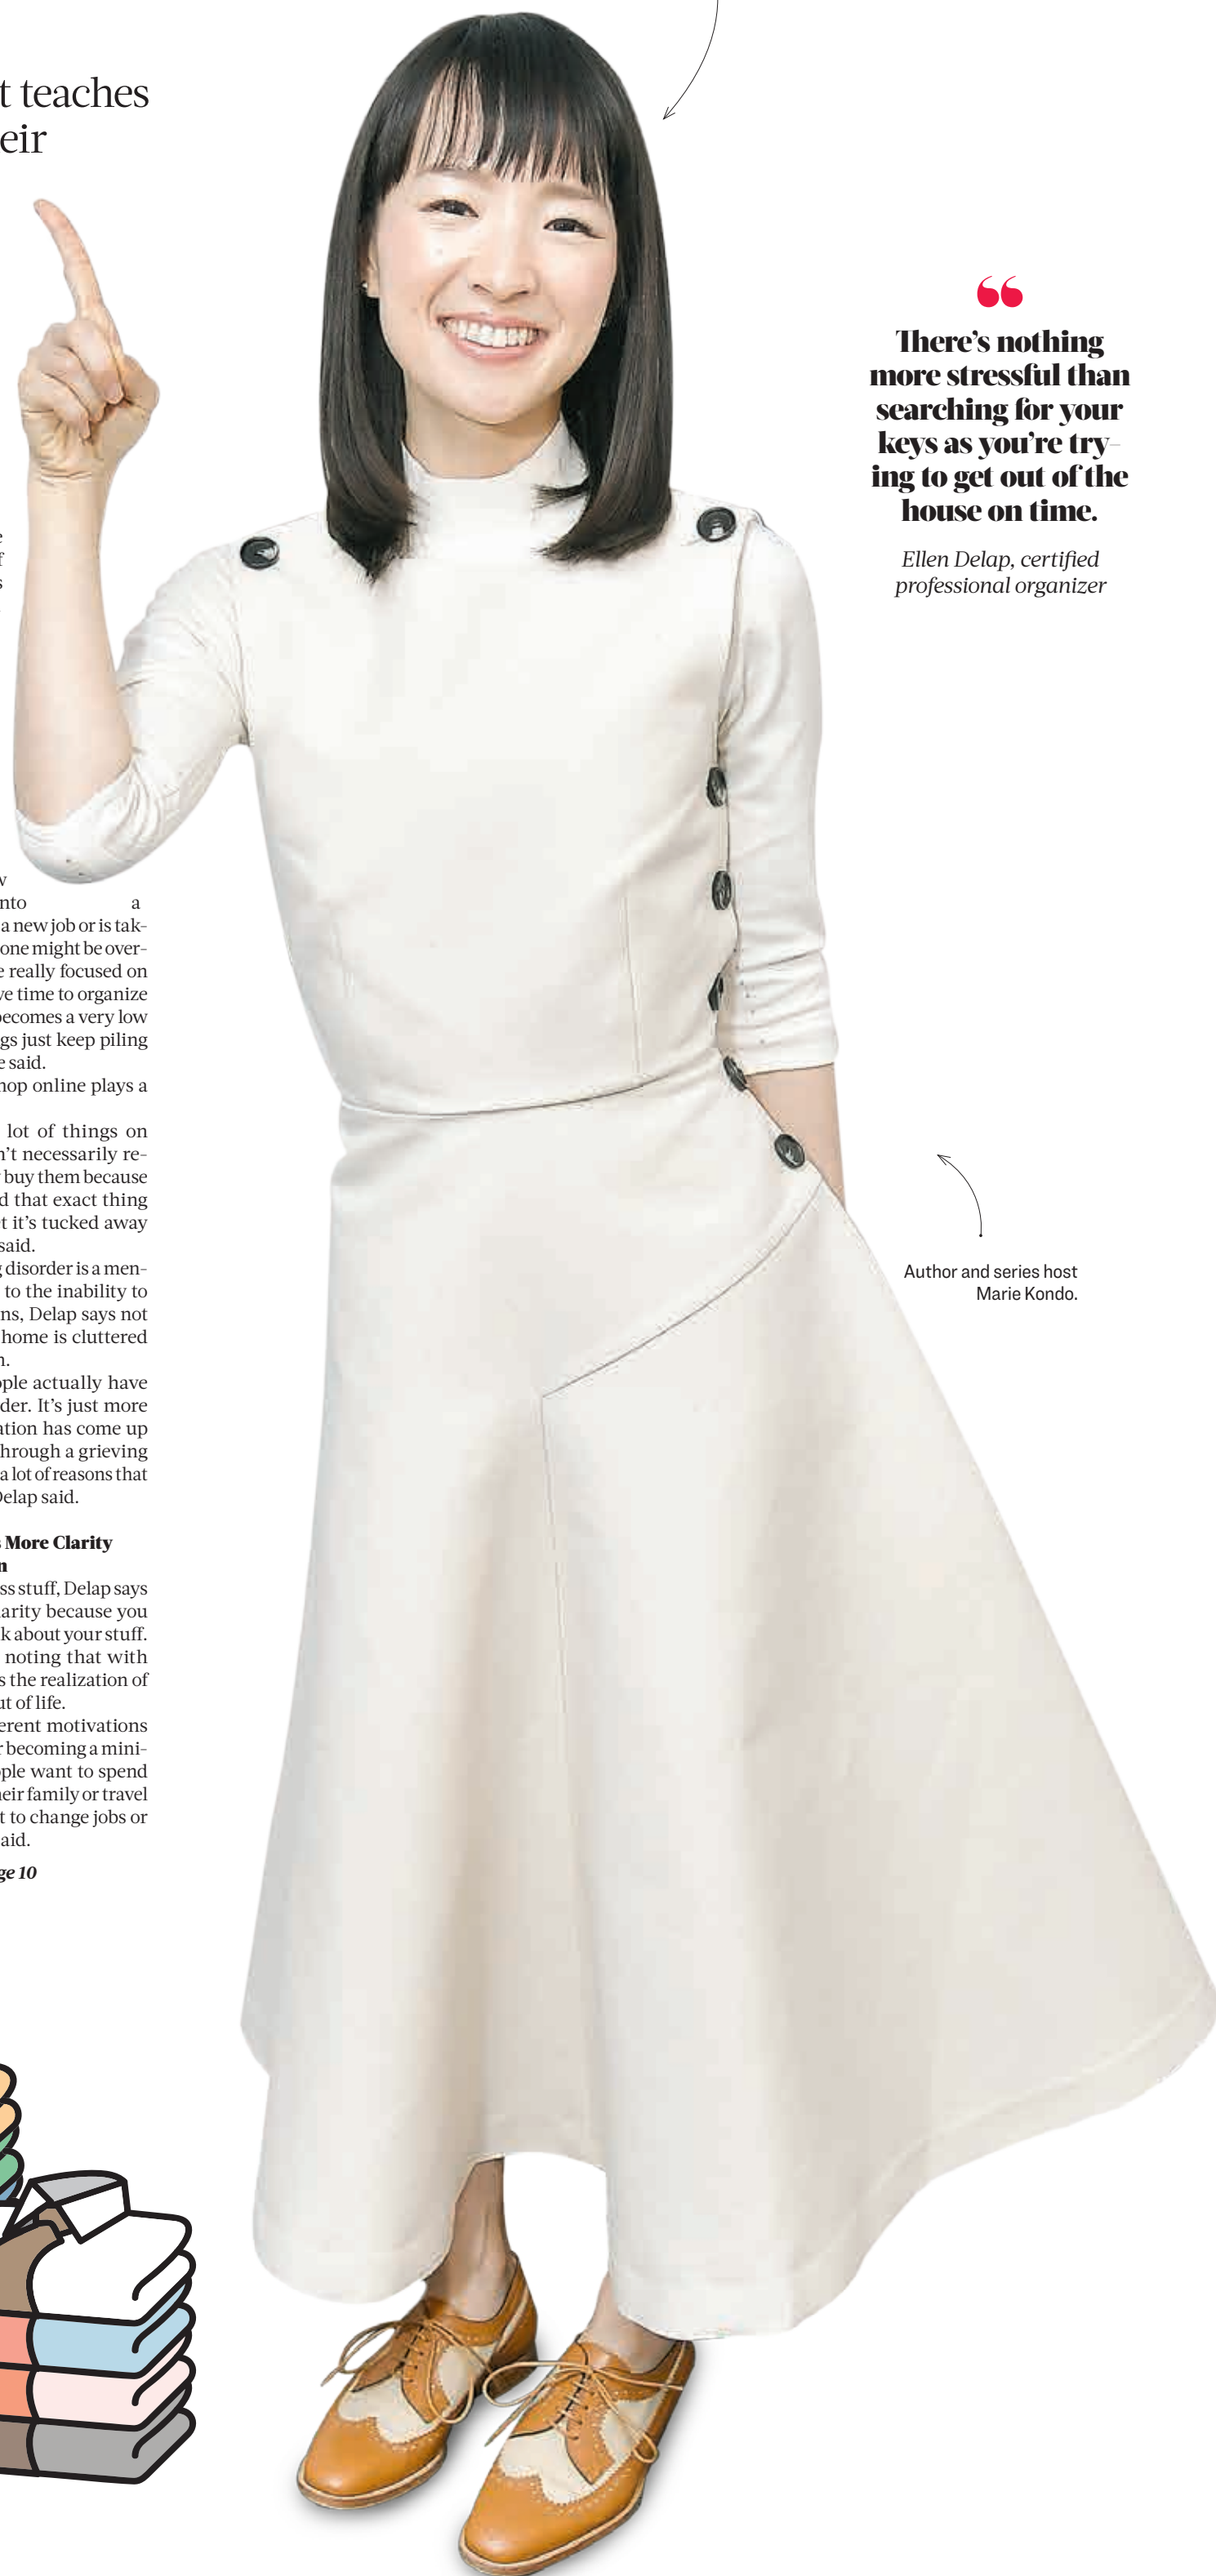 t teaches
eir
e
f
s
w
nto a
a new job or is tak-
one might be over-
e really focused on
ve time to organize
becomes a very low
gs just keep piling
e said.
hop online plays a
lot of things on
n't necessarily re-
buy them because
d that exact thing
t it's tucked away
said.
g disorder is a men-
to the inability to
ns, Delap says not
home is cluttered
n.
ople actually have
der. It's just more
ation has come up
through a grieving
a lot of reasons that
Delap said.
s More Clarity
n
ss stuff, Delap says
larity because you
k about your stuff.
noting that with
s the realization of
ut of life.
erent motivations
r becoming a mini-
ople want to spend
heir family or travel
t to change jobs or
aid.
ge 10
“
There's nothing
more stressful than
searching for your
keys as you're try-
ing to get out of the
house on time.
Ellen Delap, certified
professional organizer
Author and series host
Marie Kondo.